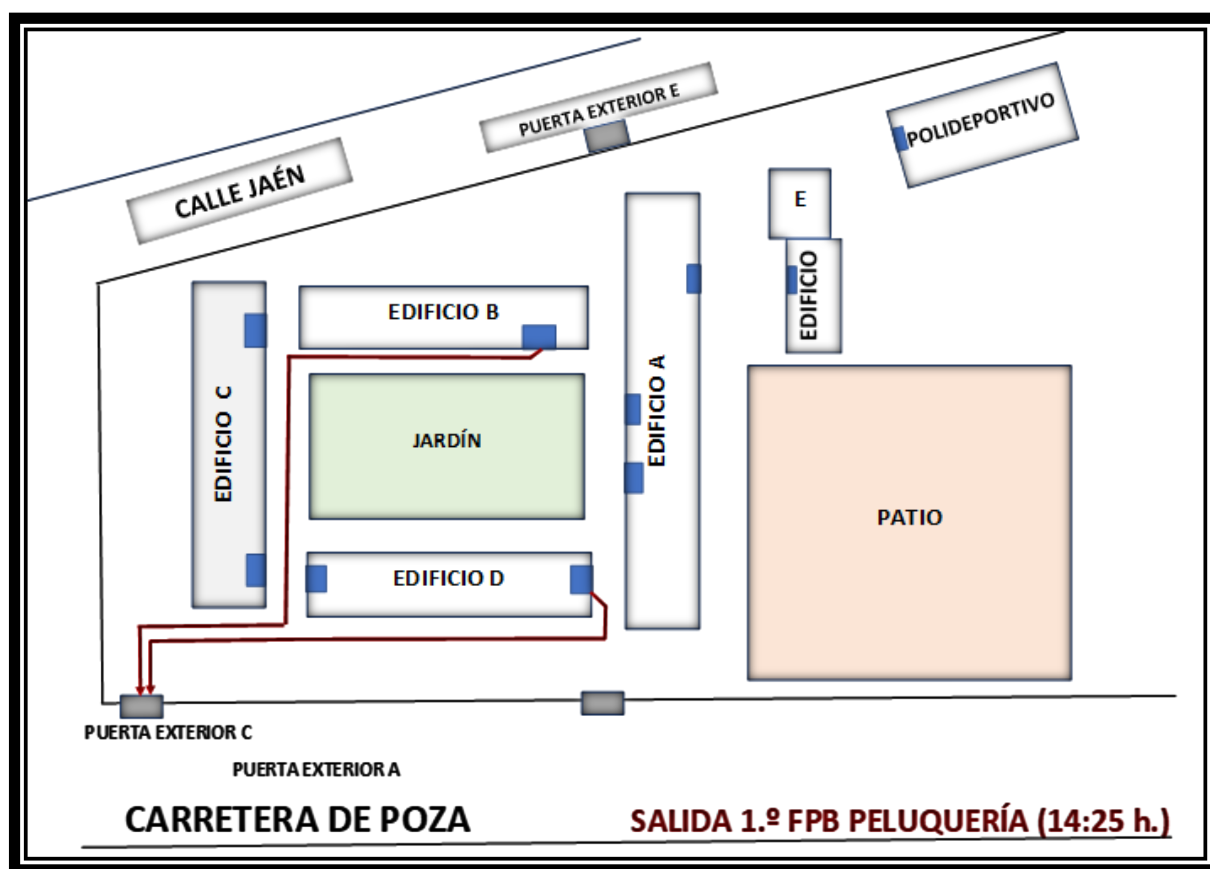 PUERTA EXTERIOR E
POLIDEPORTIVO
CALLE JAÉN
E
EDIFICIO
EDIFICIO B
EDIFICIO A
EDIFICIO C
JARDÍN
PATIO
EDIFICIO D
PUERTA EXTERIOR C
PUERTA EXTERIOR A
CARRETERA DE POZA
SALIDA 1.º FPB PELUQUERÍA (14:25 h.)